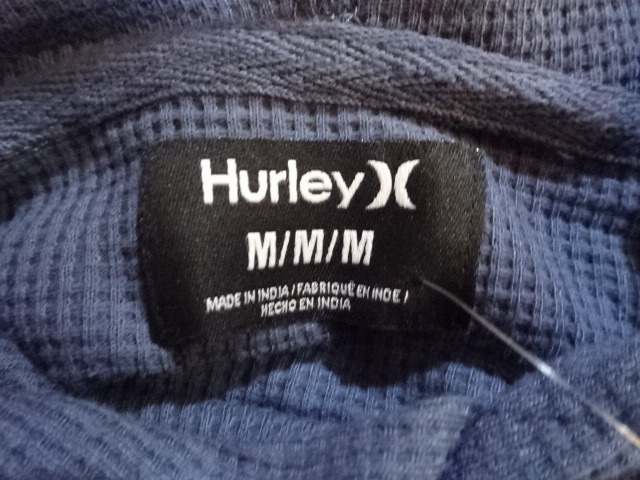 Hurley
M/M/M
MADE IN INDIA / FABRIQUÉ EN INDE /
HECHO EN INDIA